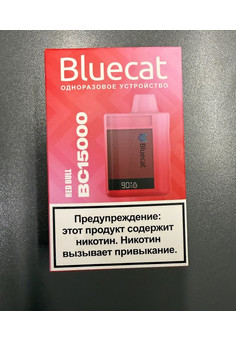 Bluecat
ОДНОРАЗОВОЕ УСТРОЙСТВО
RED BULL
BC15000
Bluecat
Предупреждение:
этот продукт содержит
никотин. Никотин
вызывает привыкание.